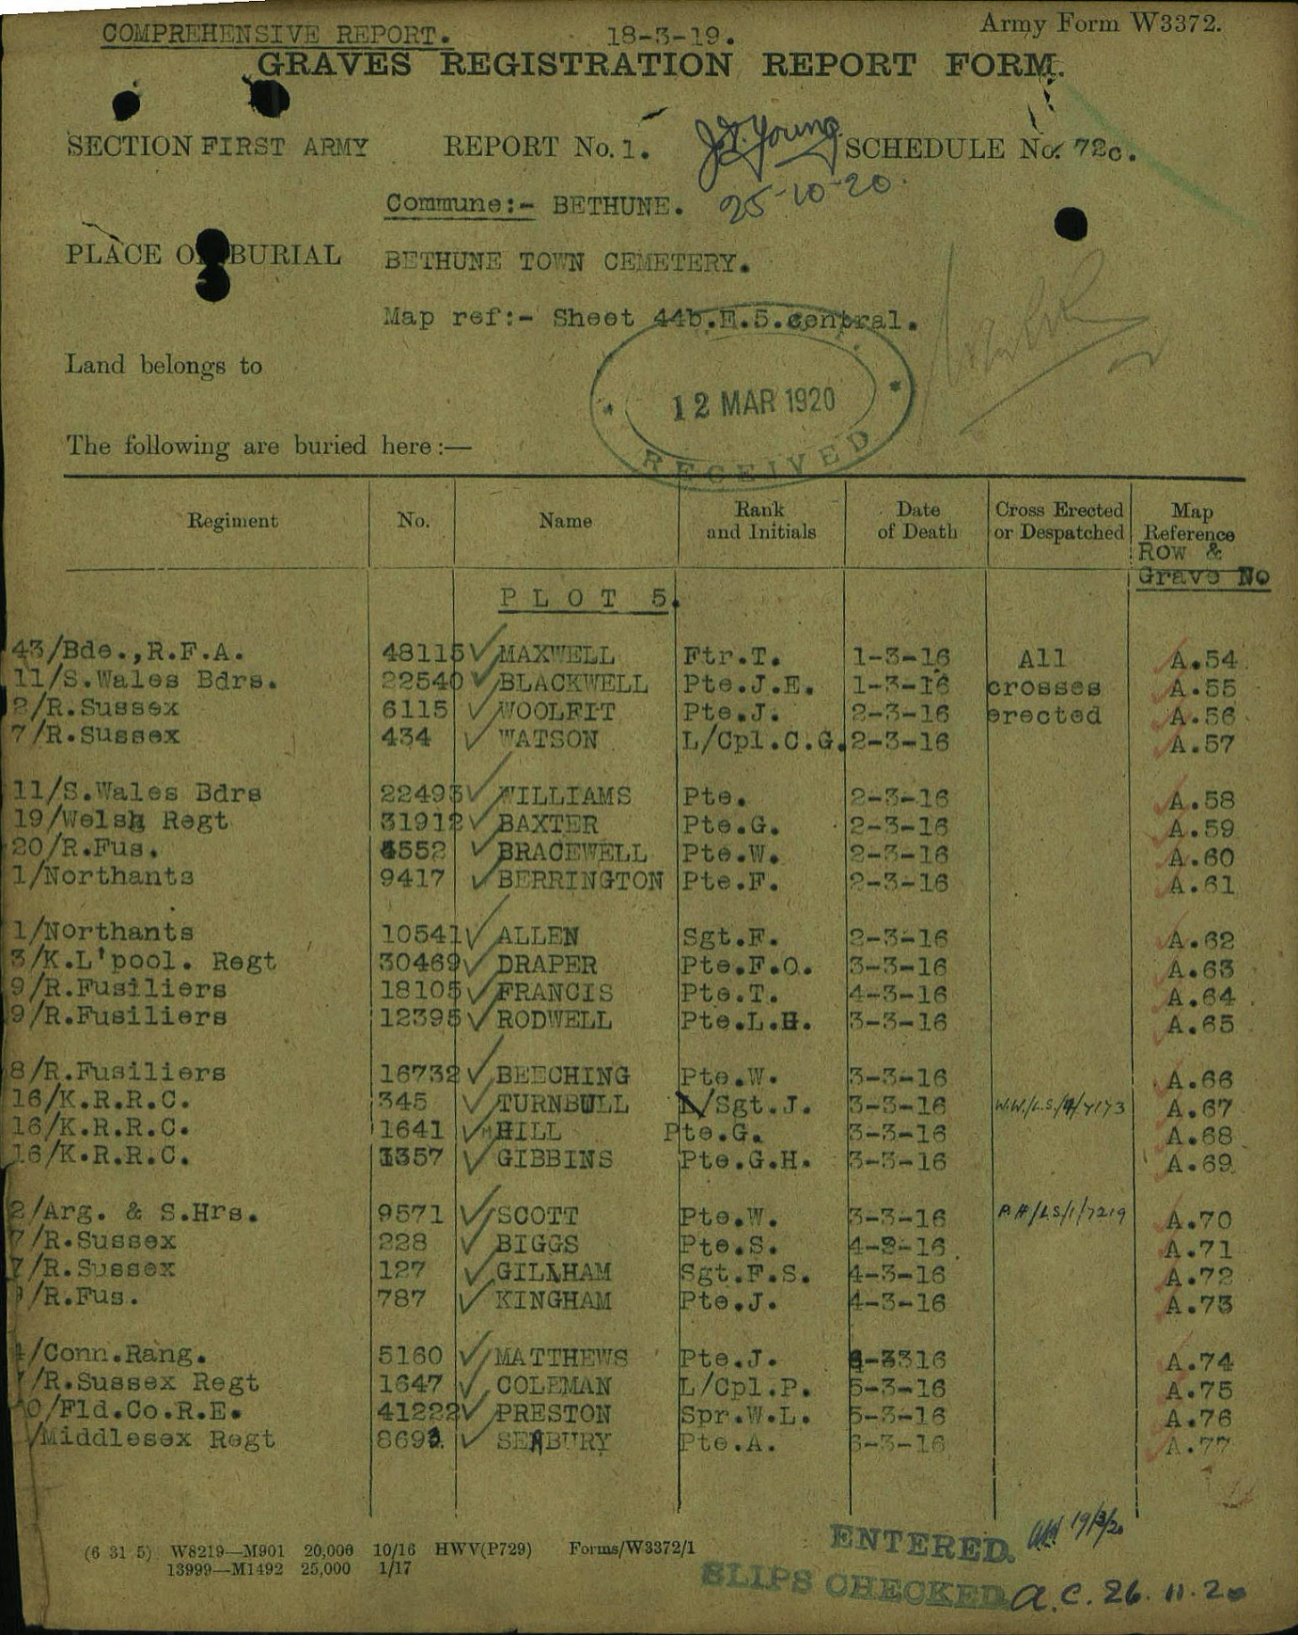 COMPREHENSIVE REPORT. 18-3-19. Army Form W3372.
GRAVES REGISTRATION REPORT FORM.
SECTION FIRST ARMY REPORT No. 1. J. Young SCHEDULE No. 72c.
Commune:- BETHUNE. 25-10-20.
PLACE OF BURIAL BETHUNE TOWN CEMETERY.
Map ref:- Sheet 44b.E.5.central.
Land belongs to
12 MAR 1920
RECEIVED
The following are buried here:—
Regiment No. Name Rank and Initials Date of Death Cross Erected or Despatched Map Reference
Row & Grave No
PLOT 5.
43/Bde.,R.F.A. 48115 MAXWELL Ftr.T. 1-3-16 All A.54
11/S.Wales Bdrs. 22540 BLACKWELL Pte.J.E. 1-3-16 crosses A.55
2/R.Sussex 6115 WOOLFIT Pte.J. 2-3-16 erected A.56
7/R.Sussex 434 WATSON L/Cpl.C.G. 2-3-16 A.57
11/S.Wales Bdrs 22493 WILLIAMS Pte. 2-3-16 A.58
19/Welsh Regt 31912 BAXTER Pte.G. 2-3-16 A.59
20/R.Fus. 4552 BRACEWELL Pte.W. 2-3-16 A.60
1/Northants 9417 BERRINGTON Pte.F. 2-3-16 A.61
1/Northants 10541 ALLEN Sgt.F. 2-3-16 A.62
3/K.L'pool. Regt 30469 DRAPER Pte.F.O. 3-3-16 A.63
9/R.Fusiliers 18105 FRANCIS Pte.T. 4-3-16 A.64
9/R.Fusiliers 12395 RODWELL Pte.L.H. 3-3-16 A.65
8/R.Fusiliers 16732 BEECHING Pte.W. 3-3-16 A.66
16/K.R.R.C. 345 TURNBULL /Sgt.J. 3-3-16 A.67
16/K.R.R.C. 1641 HILL Pte.G. 3-3-16 A.68
16/K.R.R.C. 1357 GIBBINS Pte.G.H. 3-3-16 A.69
2/Arg. & S.Hrs. 9571 SCOTT Pte.W. 3-3-16 A.70
7/R.Sussex 228 BIGGS Pte.S. 4-3-16 A.71
7/R.Sussex 127 GILLHAM Sgt.F.S. 4-3-16 A.72
/R.Fus. 787 KINGHAM Pte.J. 4-3-16 A.73
/Conn.Rang. 5160 MATTHEWS Pte.J. A.74
/R.Sussex Regt 1647 COLEMAN L/Cpl.P. 5-3-16 A.75
0/Fld.Co.R.E. 41222 PRESTON Spr.W.L. 5-3-16 A.76
/Middlesex Regt SEABURY Pte.A. A.77
(6 31 5) W8219—M901 20,000 10/16 HWV(P729) Forms/W3372/1
13999—M1492 25,000 1/17
ENTERED. 19/3/20
SLIPS CHECKED a.c. 26.11.20